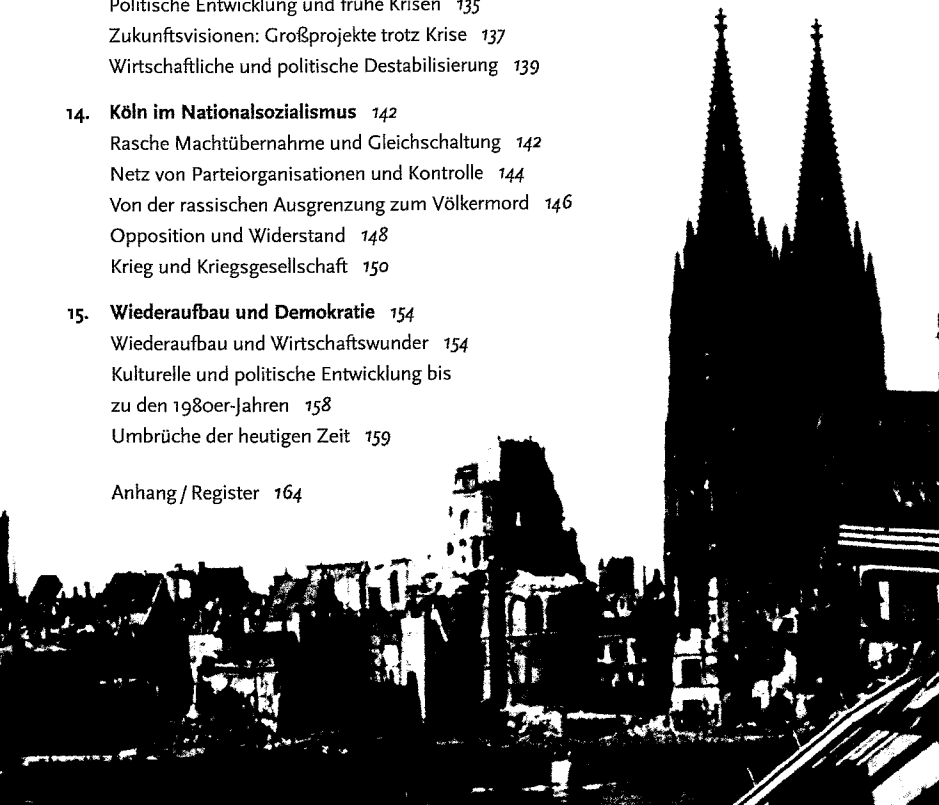 Politische Entwicklung und frühe Krisen 135
Zukunftsvisionen: Großprojekte trotz Krise 137
Wirtschaftliche und politische Destabilisierung 139
14. Köln im Nationalsozialismus 142
Rasche Machtübernahme und Gleichschaltung 142
Netz von Parteiorganisationen und Kontrolle 144
Von der rassischen Ausgrenzung zum Völkermord 146
Opposition und Widerstand 148
Krieg und Kriegsgesellschaft 150
15. Wiederaufbau und Demokratie 154
Wiederaufbau und Wirtschaftswunder 154
Kulturelle und politische Entwicklung bis
zu den 1980er-Jahren 158
Umbrüche der heutigen Zeit 159
Anhang / Register 164